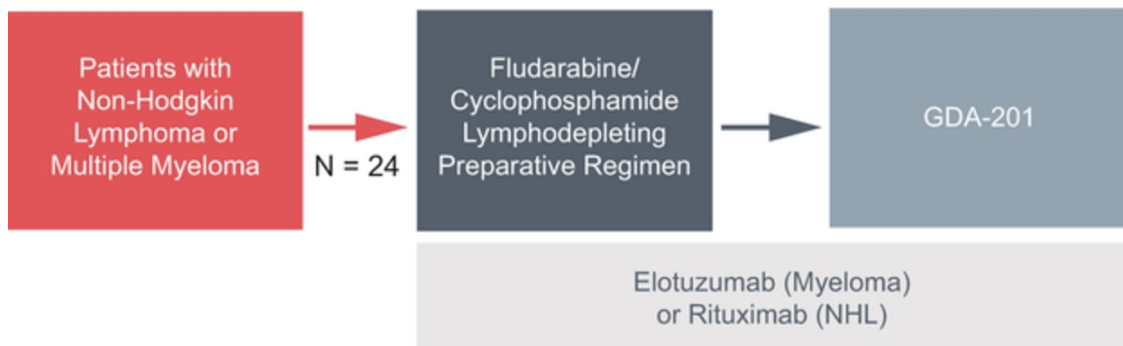 Patients with
Non-Hodgkin
Lymphoma or
Multiple Myeloma
N = 24
Fludarabine/
Cyclophosphamide
Lymphodepleting
Preparative Regimen
GDA-201
Elotuzumab (Myeloma)
or Rituximab (NHL)